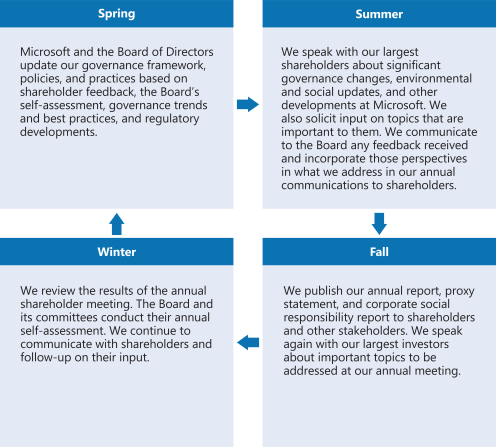 Spring
Microsoft and the Board of Directors
update our governance framework,
policies, and practices based on
shareholder feedback, the Board’s
self-assessment, governance trends
and best practices, and regulatory
developments.
Summer
We speak with our largest
shareholders about significant
governance changes, environmental
and social updates, and other
developments at Microsoft. We
also solicit input on topics that are
important to them. We communicate
to the Board any feedback received
and incorporate those perspectives
in what we address in our annual
communications to shareholders.
Winter
We review the results of the annual
shareholder meeting. The Board and
its committees conduct their annual
self-assessment. We continue to
communicate with shareholders and
follow-up on their input.
Fall
We publish our annual report, proxy
statement, and corporate social
responsibility report to shareholders
and other stakeholders. We speak
again with our largest investors
about important topics to be
addressed at our annual meeting.